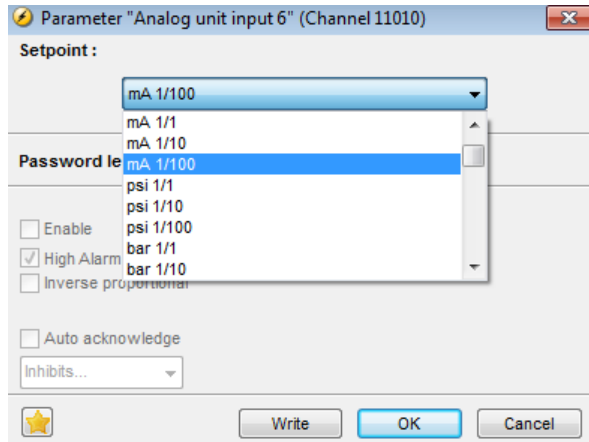 Parameter "Analog unit input 6" (Channel 11010)
Setpoint :
mA 1/100
mA 1/1
mA 1/10
mA 1/100
psi 1/1
psi 1/10
psi 1/100
bar 1/1
bar 1/10
Password le
Enable
High Alarm
Inverse proportional
Auto acknowledge
Inhibits...
Write
OK
Cancel